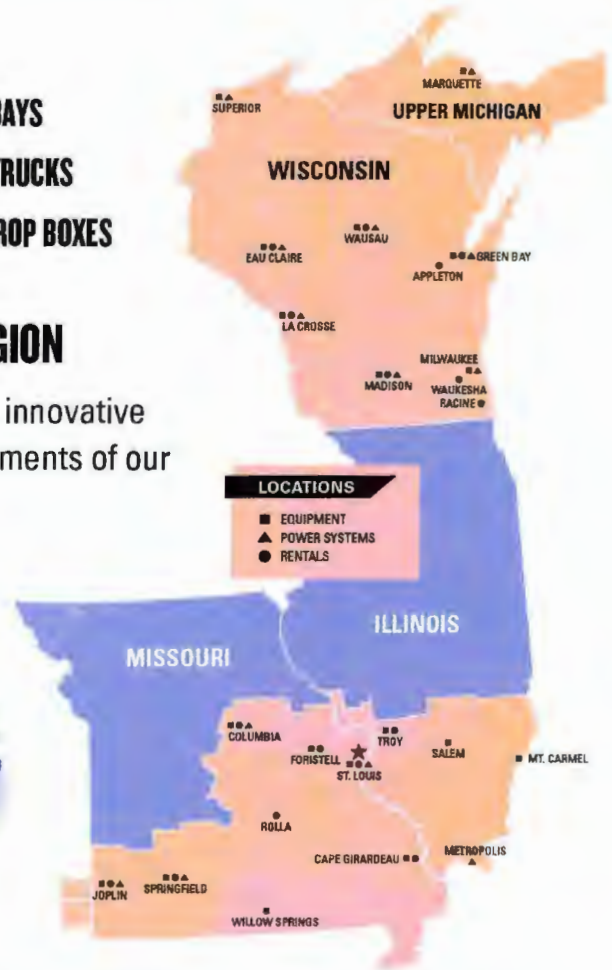 AYS
RUCKS
ROP BOXES
GION
innovative
ments of our
MARQUETTE
UPPER MICHIGAN
SUPERIOR
WISCONSIN
WAUSAU
EAU CLAIRE
GREEN BAY
APPLETON
LA CROSSE
MILWAUKEE
MADISON
WAUKESHA
RACINE
LOCATIONS
EQUIPMENT
POWER SYSTEMS
RENTALS
ILLINOIS
MISSOURI
COLUMBIA
TROY
FORISTELL
SALEM
MT. CARMEL
ST. LOUIS
ROLLA
CAPE GIRARDEAU
METROPOLIS
JOPLIN
SPRINGFIELD
WILLOW SPRINGS